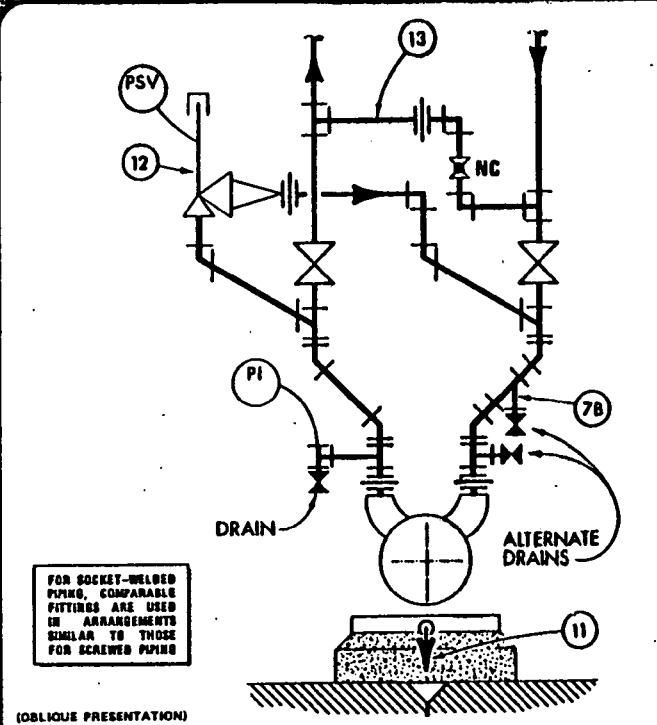 13
PSV
12
NC
PI
7B
DRAIN
ALTERNATE
DRAINS
FOR SOCKET-WELDED
PIPING, COMPARABLE
FITTINGS ARE USED
IN ARRANGEMENTS
SIMILAR TO THOSE
FOR SCREWED PIPING
11
(OBLIQUE PRESENTATION)